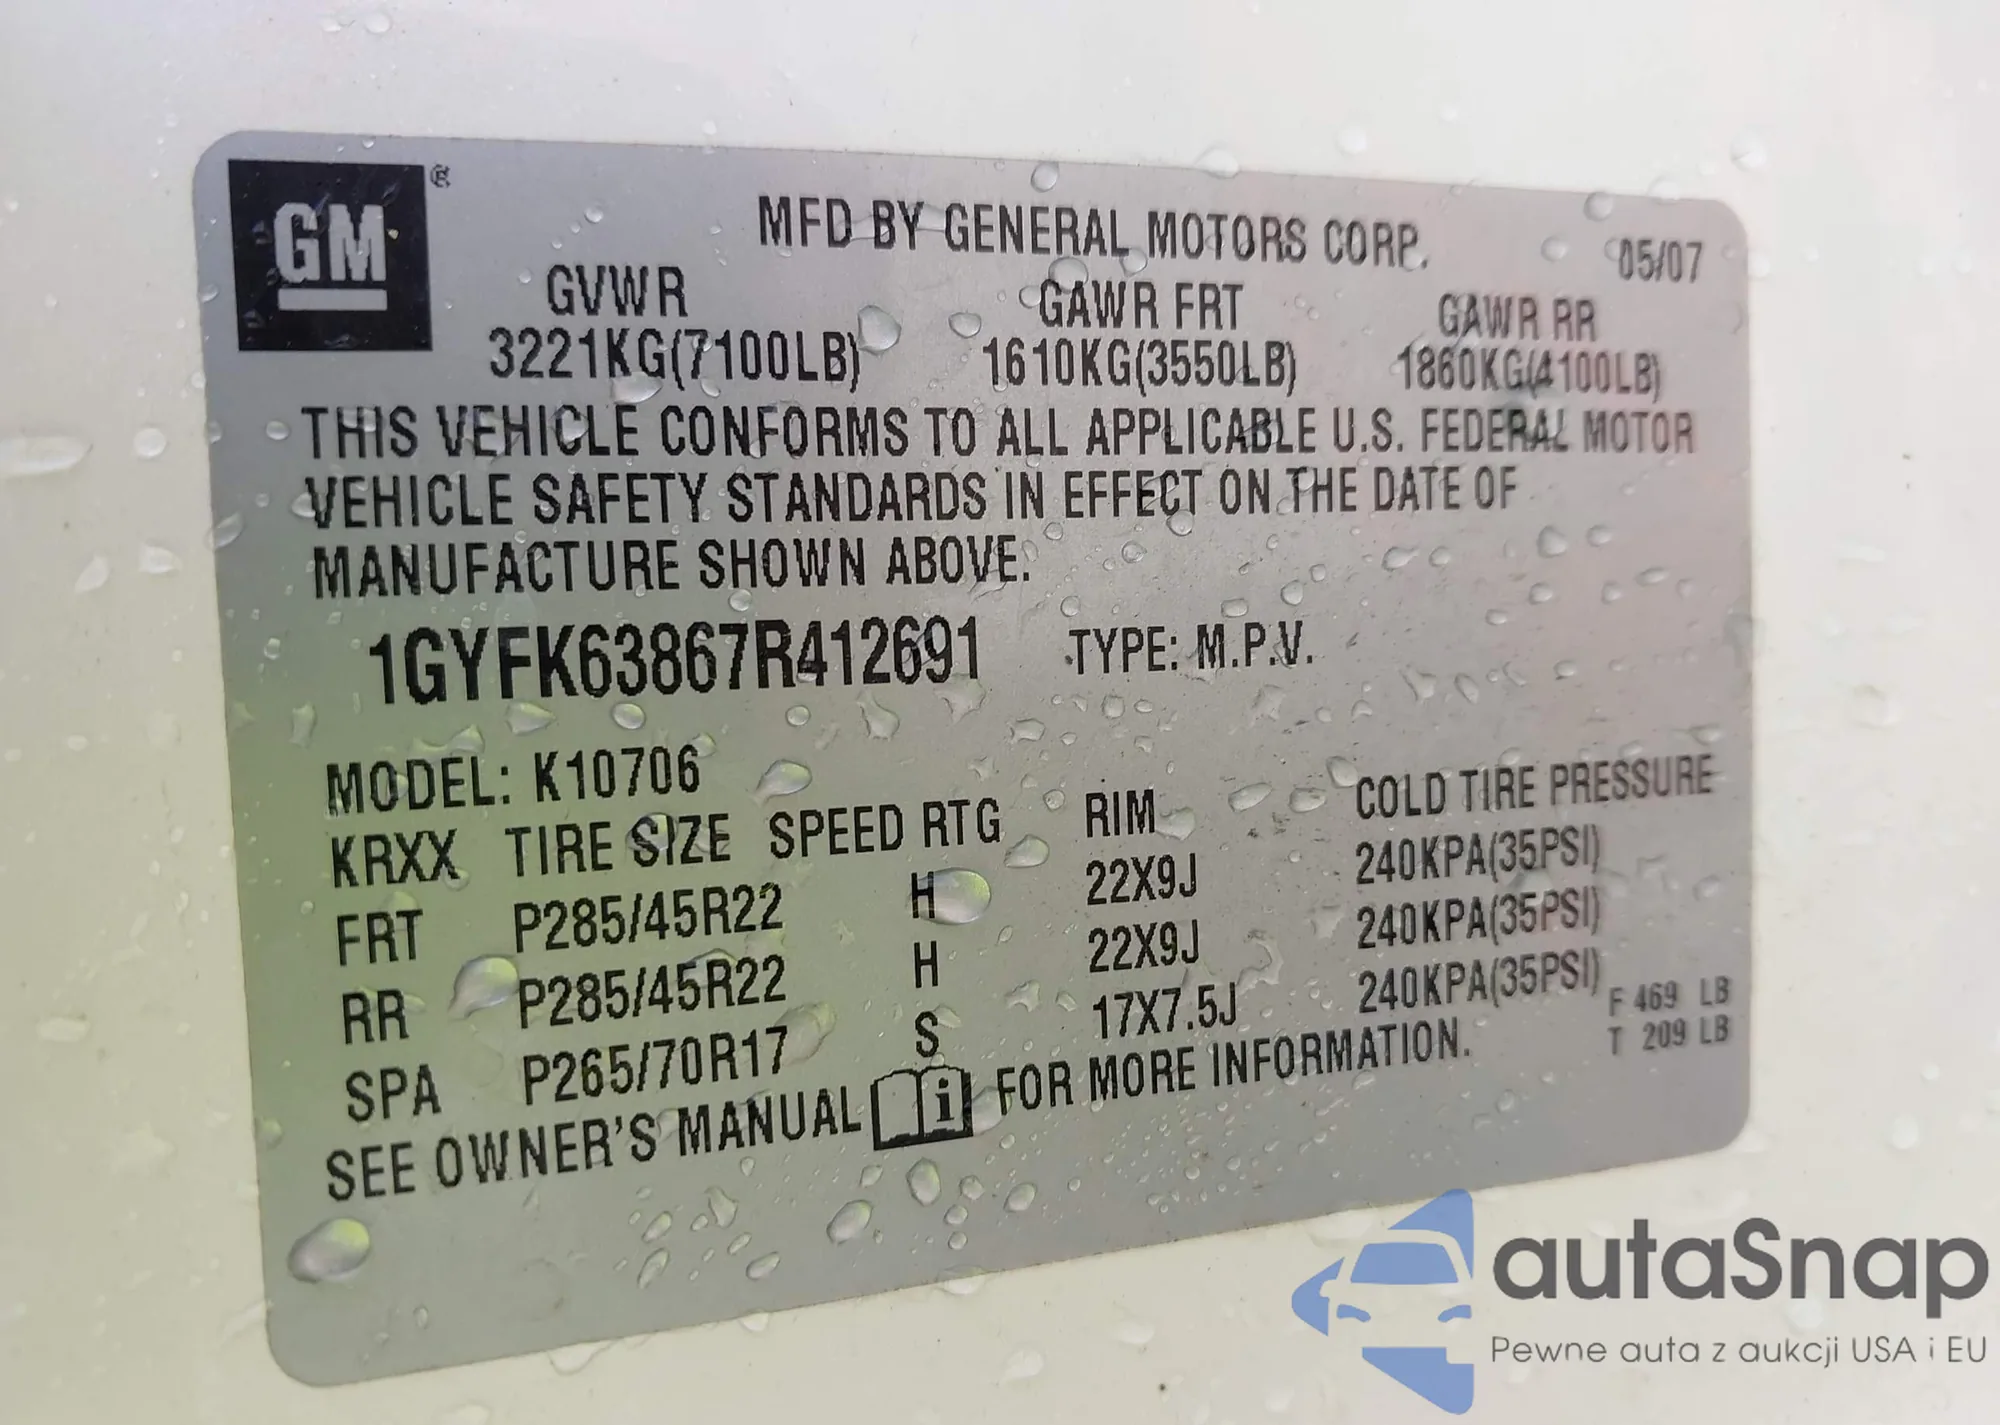 GM ®
MFD BY GENERAL MOTORS CORP. 05/07
GVWR GAWR FRT GAWR RR
3221KG(7100LB) 1610KG(3550LB) 1860KG(4100LB)
THIS VEHICLE CONFORMS TO ALL APPLICABLE U.S. FEDERAL MOTOR
VEHICLE SAFETY STANDARDS IN EFFECT ON THE DATE OF
MANUFACTURE SHOWN ABOVE.
1GYFK63867R412691 TYPE: M.P.V.
MODEL: K10706
KRXX TIRE SIZE SPEED RTG RIM COLD TIRE PRESSURE
FRT P285/45R22 H 22X9J 240KPA(35PSI)
RR P285/45R22 H 22X9J 240KPA(35PSI)
SPA P265/70R17 S 17X7.5J 240KPA(35PSI)
F 469 LB
T 209 LB
SEE OWNER'S MANUAL i FOR MORE INFORMATION.
autaSnap
Pewne auta z aukcji USA i EU